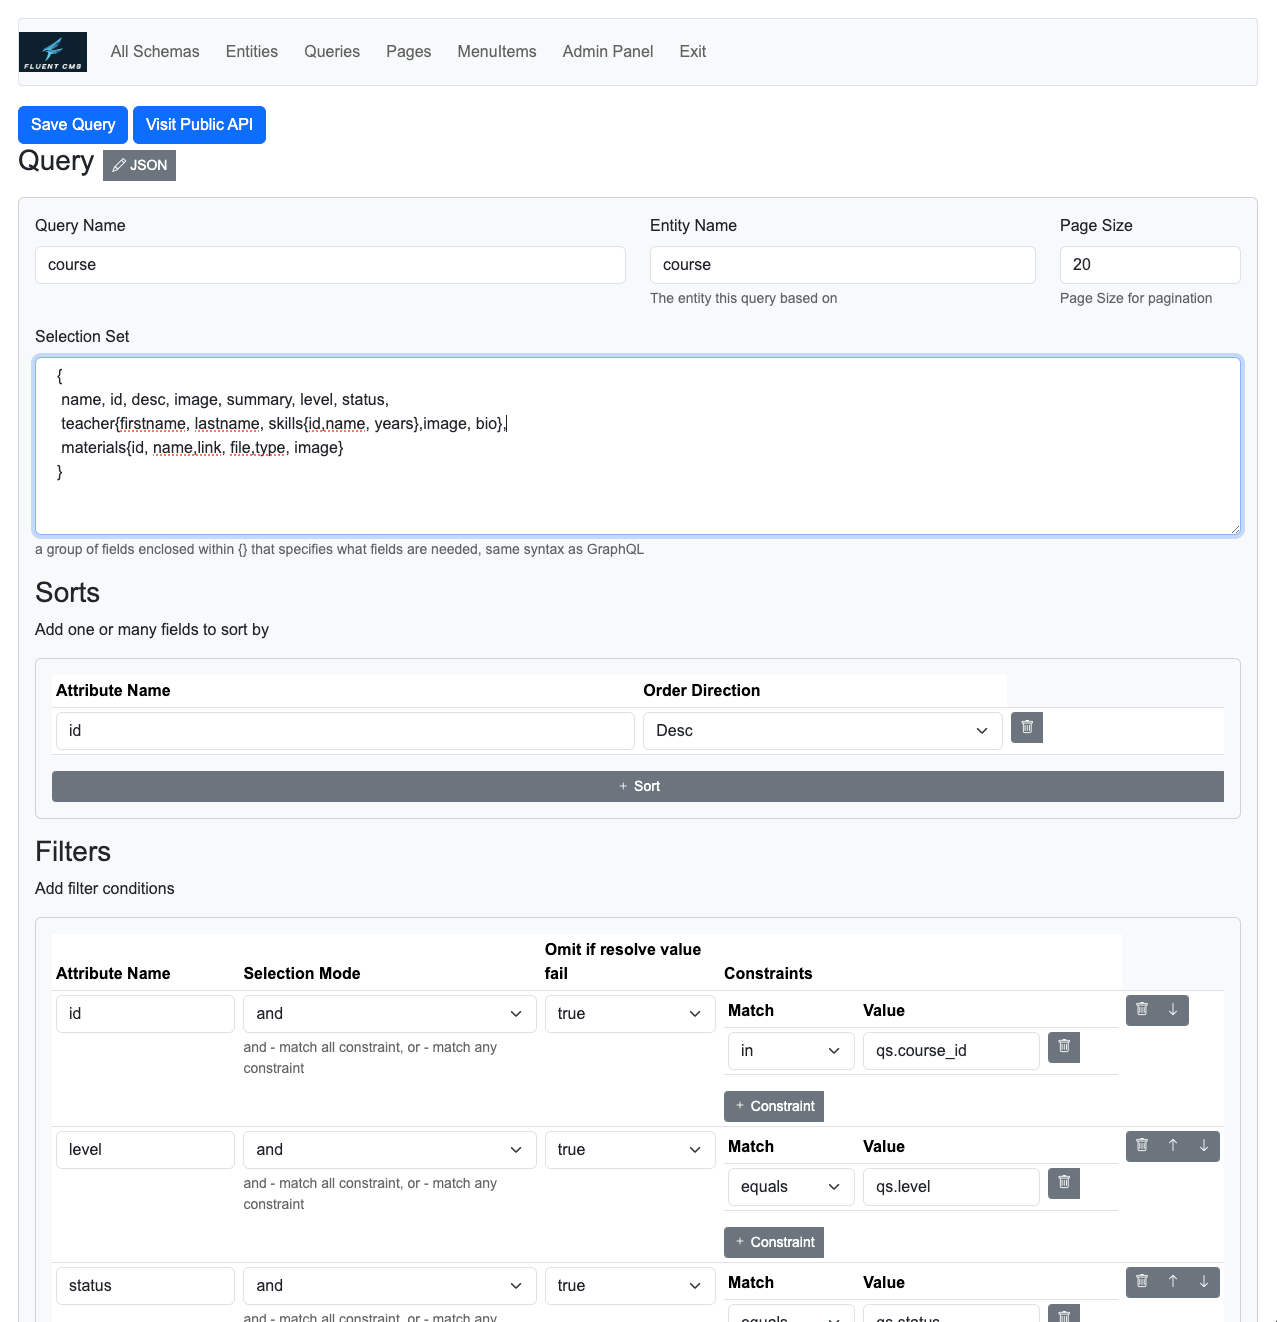 FLUENT CMS
All Schemas Entities Queries Pages MenuItems Admin Panel Exit
Save Query Visit Public API
Query JSON
Query Name Entity Name Page Size
course course 20
The entity this query based on Page Size for pagination
Selection Set
{
name, id, desc, image, summary, level, status,
teacher{firstname, lastname, skills{id,name, years},image, bio},
materials{id, name,link, file,type, image}
}
a group of fields enclosed within {} that specifies what fields are needed, same syntax as GraphQL
Sorts
Add one or many fields to sort by
Attribute Name Order Direction
id Desc
+ Sort
Filters
Add filter conditions
Omit if resolve value
Attribute Name Selection Mode fail Constraints
id and true Match Value
and - match all constraint, or - match any in qs.course_id
constraint
+ Constraint
level and true Match Value
and - match all constraint, or - match any equals qs.level
constraint
+ Constraint
status and true Match Value
and - match all constraint, or - match any equals qs.status